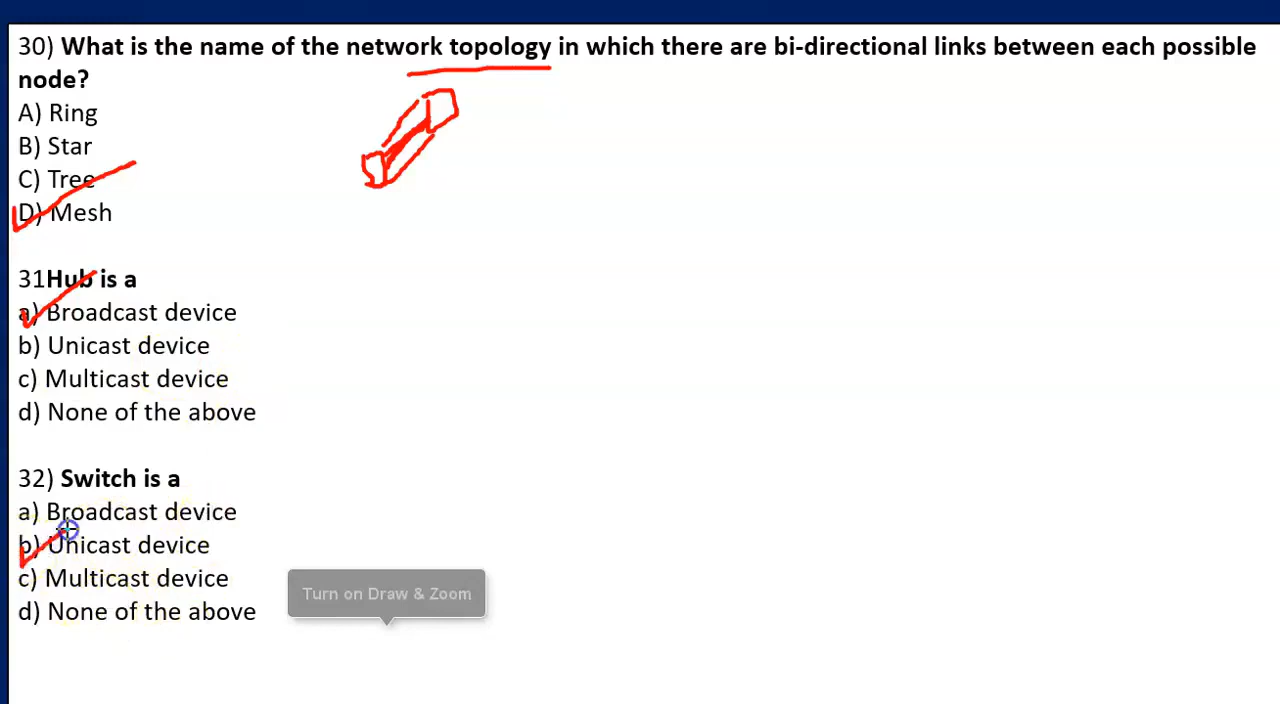 30) What is the name of the network topology in which there are bi-directional links between each possible
node?
A) Ring
B) Star
C) Tree
D) Mesh
31Hub is a
a) Broadcast device
b) Unicast device
c) Multicast device
d) None of the above
32) Switch is a
a) Broadcast device
b) Unicast device
c) Multicast device
d) None of the above
Turn on Draw & Zoom